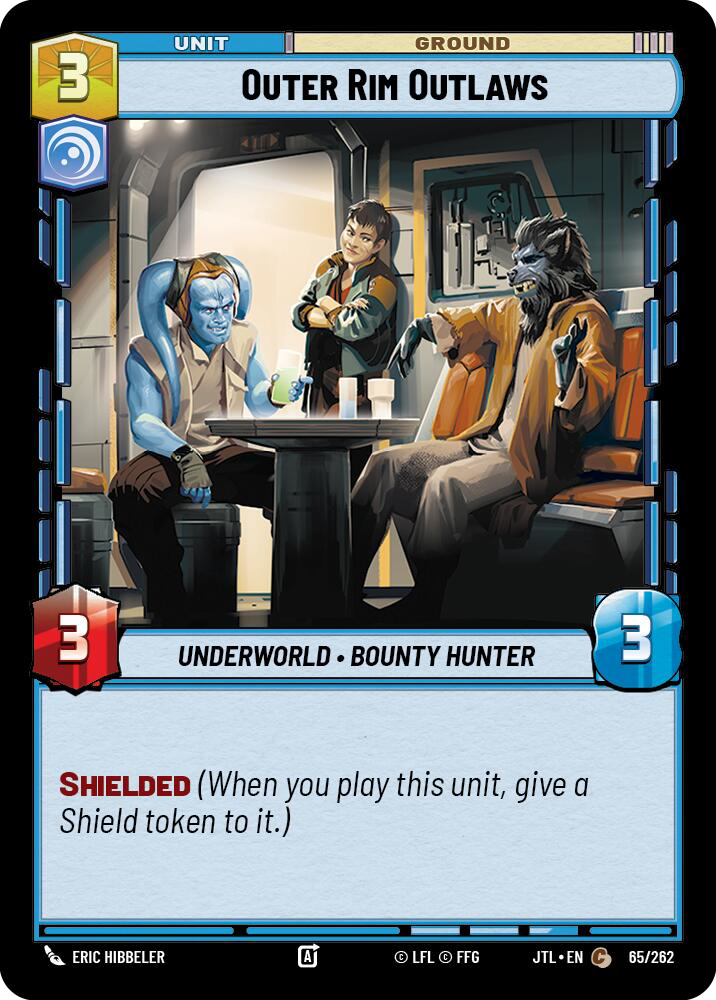 UNIT
GROUND
3
OUTER RIM OUTLAWS
3
UNDERWORLD • BOUNTY HUNTER
3
SHIELDED (When you play this unit, give a
Shield token to it.)
ERIC HIBBELER
A
© LFL © FFG
JTL • EN
C
65/262